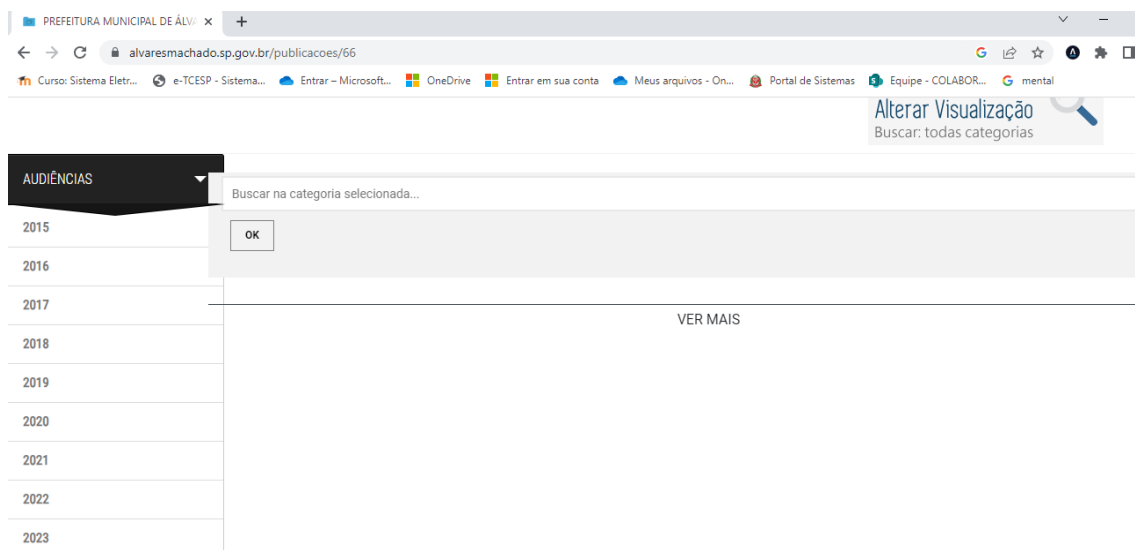 PREFEITURA MUNICIPAL DE ÁLV
alvaresmachado.sp.gov.br/publicacoes/66
Curso: Sistema Eletr... e-TCESP - Sistema... Entrar – Microsoft... OneDrive Entrar em sua conta Meus arquivos - On... Portal de Sistemas Equipe - COLABOR... mental
Alterar Visualização
Buscar: todas categorias
AUDIÊNCIAS
Buscar na categoria selecionada...
2015
OK
2016
2017
VER MAIS
2018
2019
2020
2021
2022
2023